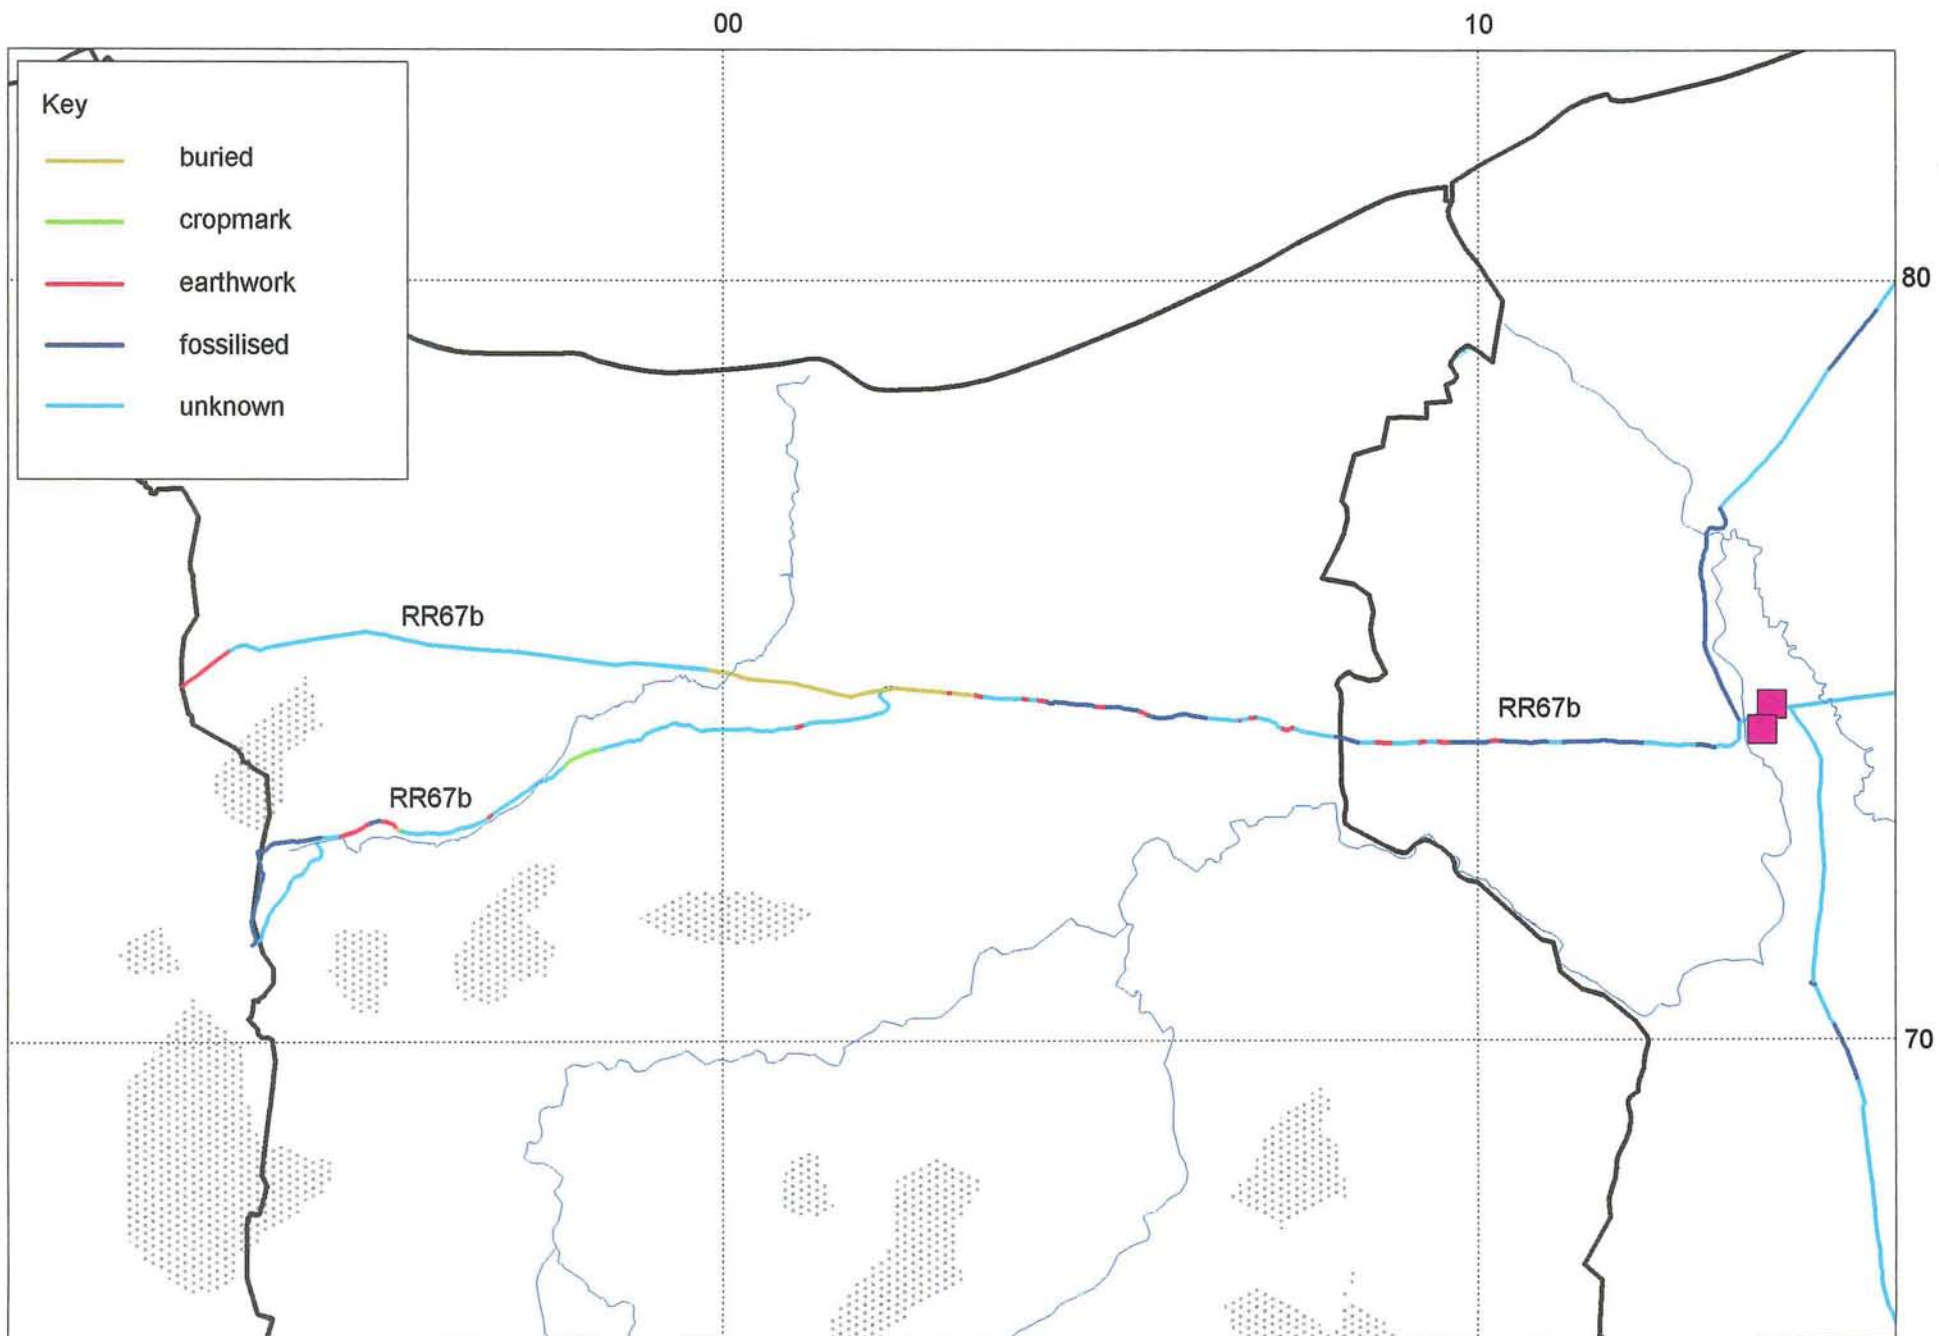 00
10
Key
buried
cropmark
earthwork
fossilised
unknown
80
RR67b
RR67b
RR67b
70